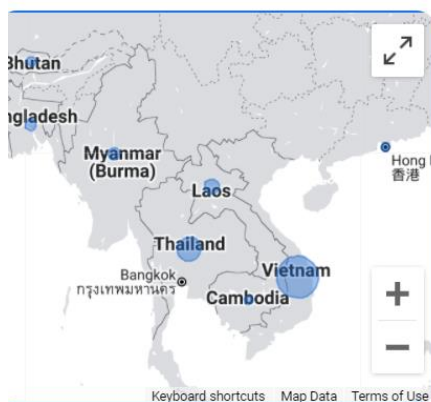 Bhutan
ngladesh
Myanmar
(Burma)
Hong
香港
Laos
Thailand
Bangkok
กรุงเทพมหานคร
Vietnam
Cambodia
+
−
Keyboard shortcuts Map Data Terms of Use